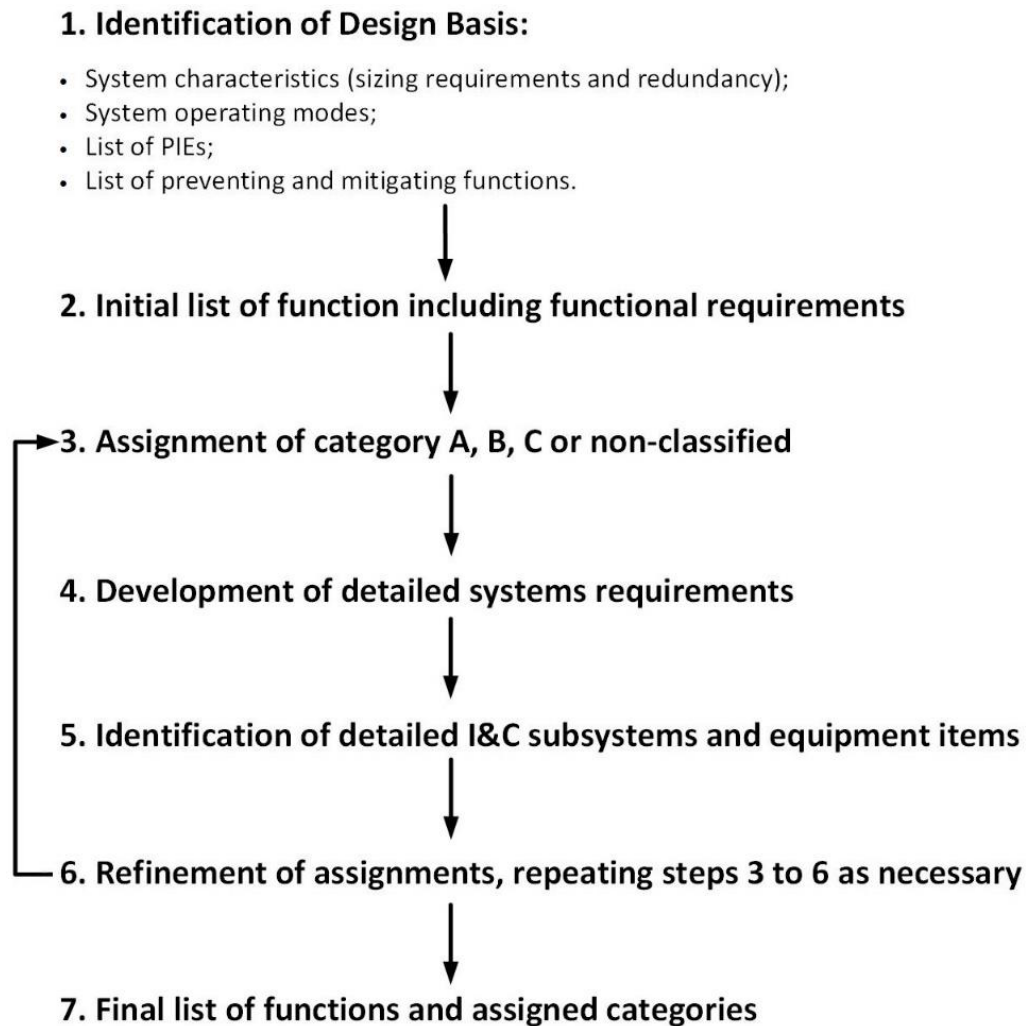 1. Identification of Design Basis:
• System characteristics (sizing requirements and redundancy);
• System operating modes;
• List of PIEs;
• List of preventing and mitigating functions.
2. Initial list of function including functional requirements
3. Assignment of category A, B, C or non-classified
4. Development of detailed systems requirements
5. Identification of detailed I&C subsystems and equipment items
6. Refinement of assignments, repeating steps 3 to 6 as necessary
7. Final list of functions and assigned categories